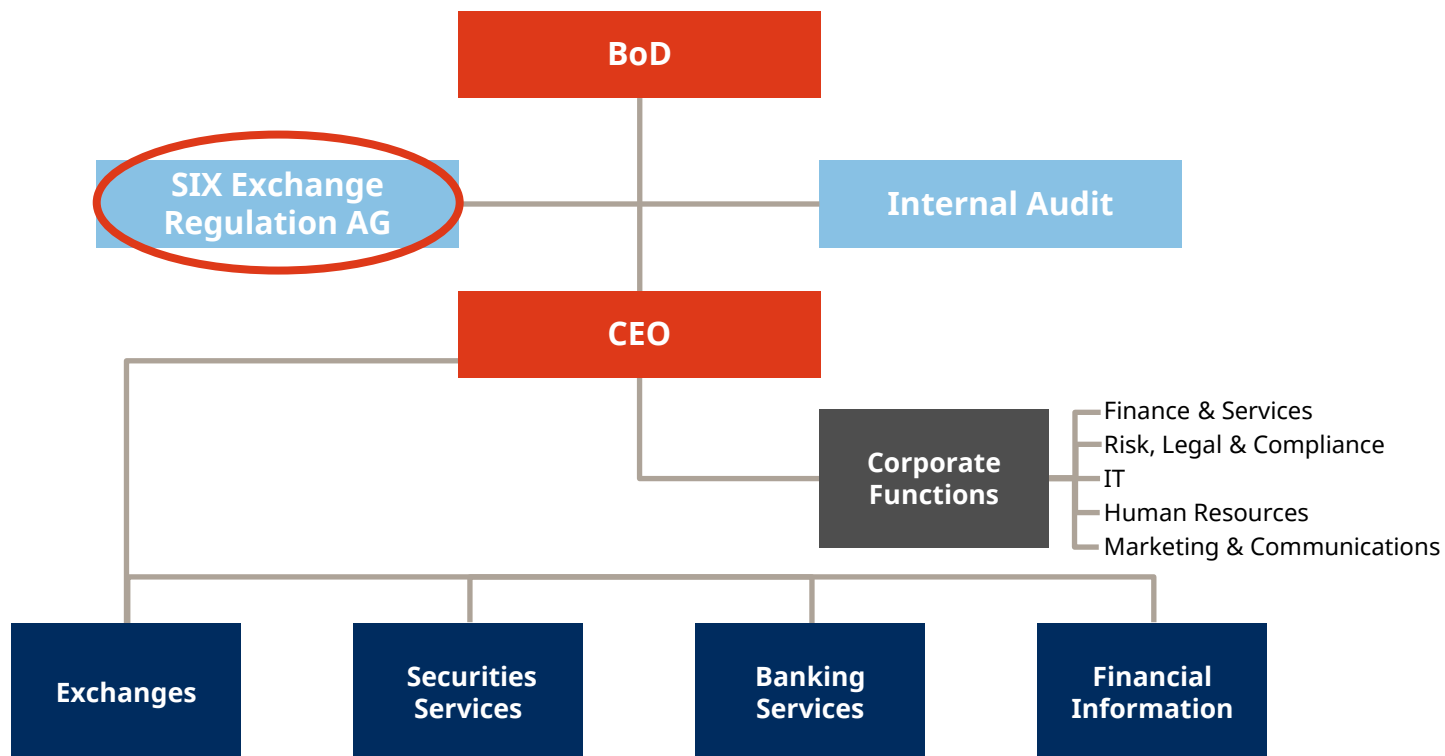 BoD
SIX Exchange
Regulation AG
Internal Audit
CEO
Corporate
Functions
Finance & Services
Risk, Legal & Compliance
IT
Human Resources
Marketing & Communications
Exchanges
Securities
Services
Banking
Services
Financial
Information